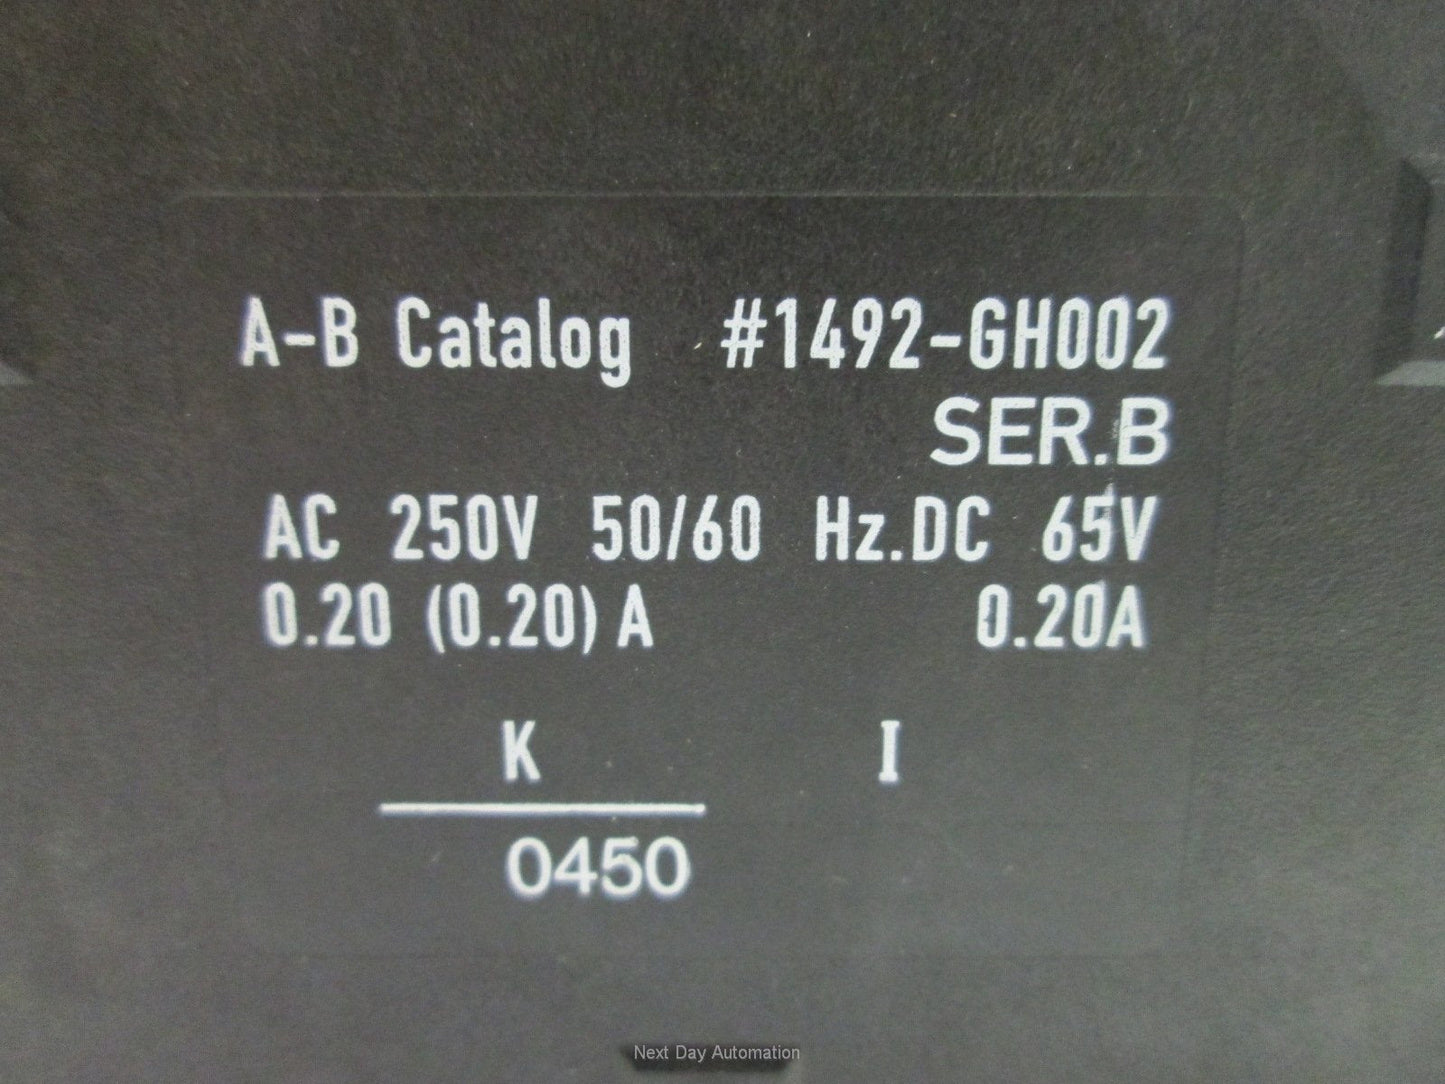 A-B Catalog #1492-GH002
SER.B
AC 250V 50/60 Hz.DC 65V
0.20 (0.20) A 0.20A
K I
0450
Next Day Automation